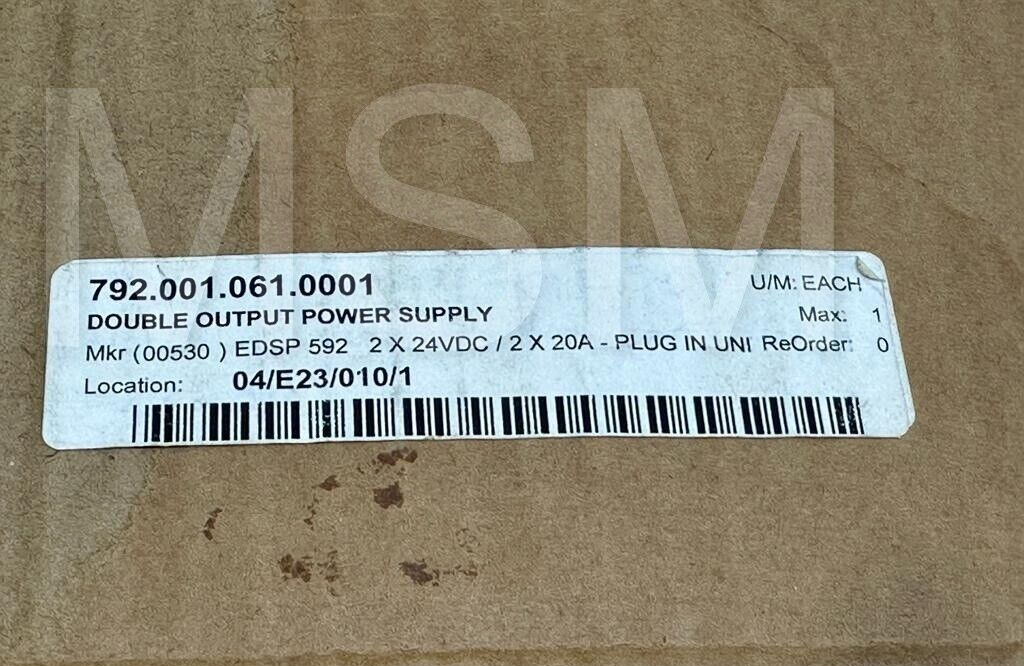 MSM
792.001.061.0001
U/M: EACH
DOUBLE OUTPUT POWER SUPPLY
Max: 1
Mkr (00530 ) EDSP 592 2 X 24VDC / 2 X 20A - PLUG IN UNI ReOrder: 0
Location: 04/E23/010/1